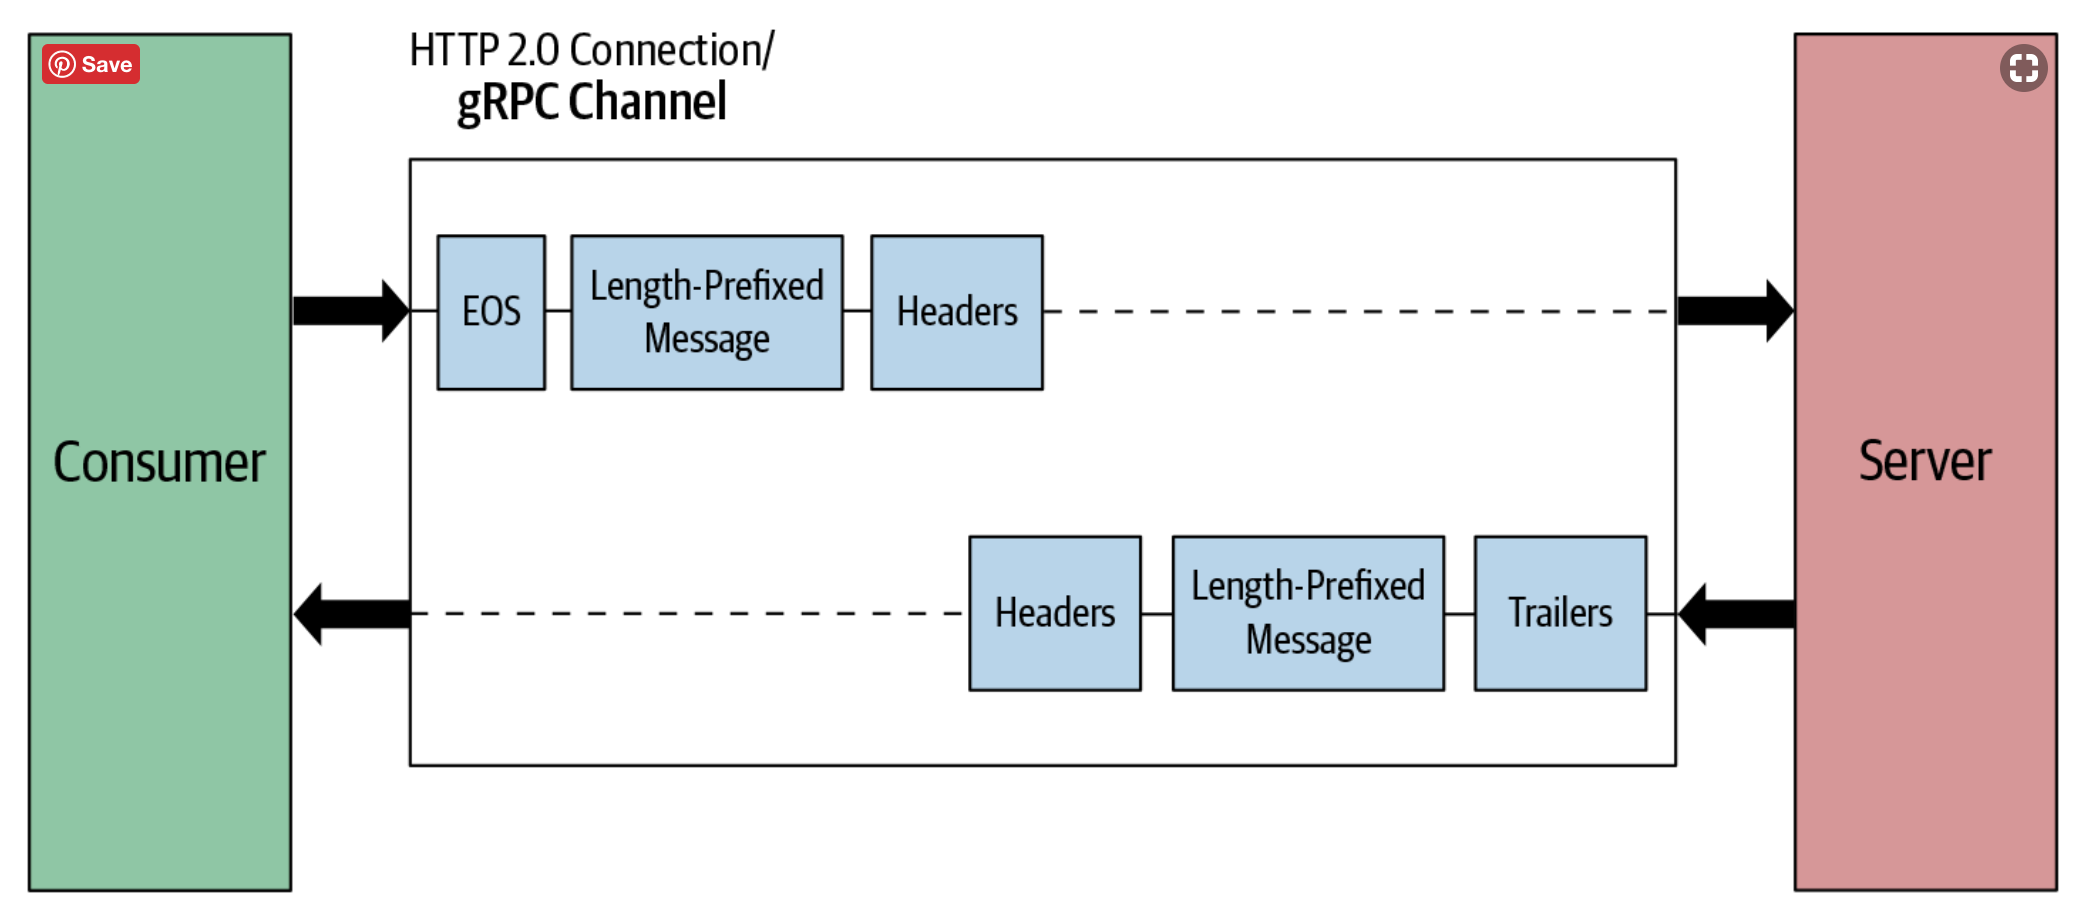 Save
HTTP 2.0 Connection/
gRPC Channel
EOS
Length-Prefixed
Message
Headers
Consumer
Server
Headers
Length-Prefixed
Message
Trailers